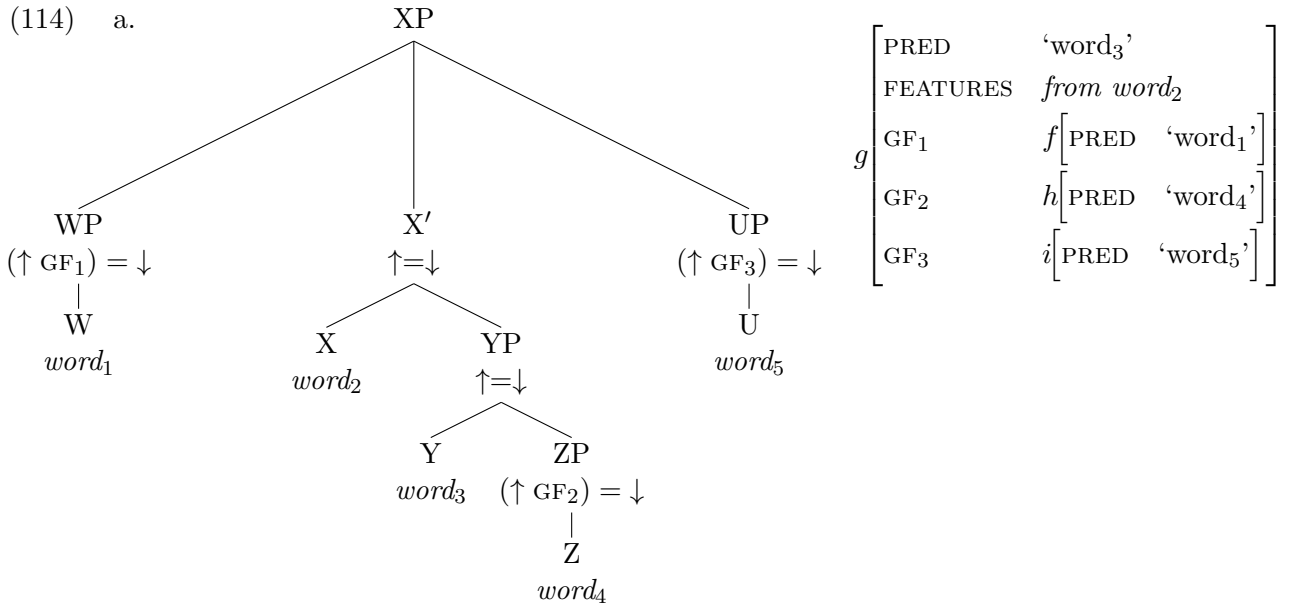 (114) a. XP
WP X′ UP
(↑ GF₁) = ↓ ↑=↓ (↑ GF₃) = ↓
W X YP U
word₁ word₂ ↑=↓ word₅
Y ZP
word₃ (↑ GF₂) = ↓
Z
word₄
PRED ‘word₃’
FEATURES from word₂
GF₁ f[PRED ‘word₁’]
g
GF₂ h[PRED ‘word₄’]
GF₃ i[PRED ‘word₅’]